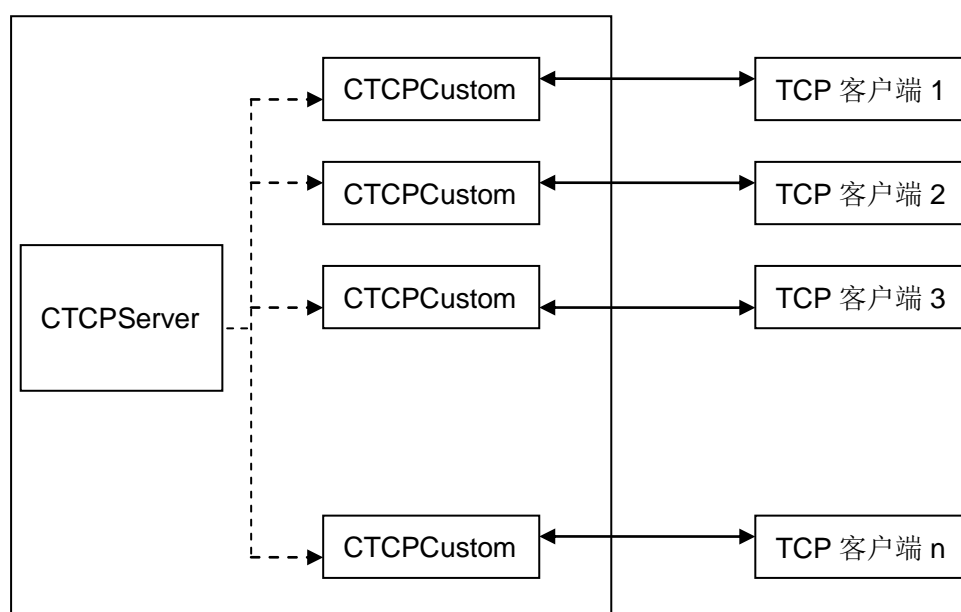 CTCPCustom
TCP 客户端 1
CTCPCustom
TCP 客户端 2
CTCPCustom
TCP 客户端 3
CTCPServer
CTCPCustom
TCP 客户端 n